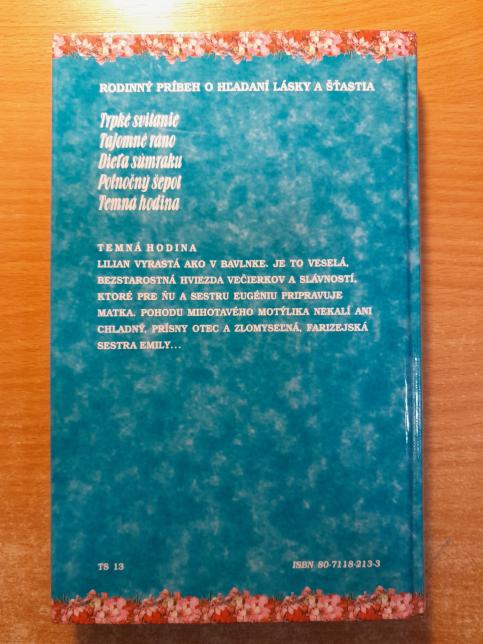 RODINNÝ PRÍBEH O HĽADANÍ LÁSKY A ŠŤASTIA
Trpké svitanie
Tajomné ráno
Dieťa súmraku
Polnočný šepot
Temná hodina
TEMNÁ HODINA
LILIAN VYRASTÁ AKO V BAVLNKE. JE TO VESELÁ,
BEZSTAROSTNÁ HVIEZDA VEČIERKOV A SLÁVNOSTÍ,
KTORÉ PRE ŇU A SESTRU EUGÉNIU PRIPRAVUJE
MATKA. POHODU MIHOTAVÉHO MOTÝLIKA NEKALÍ ANI
CHLADNÝ, PRÍSNY OTEC A ZLOMYSEĽNÁ, FARIZEJSKÁ
SESTRA EMILY...
TS 13
ISBN 80-7118-213-3